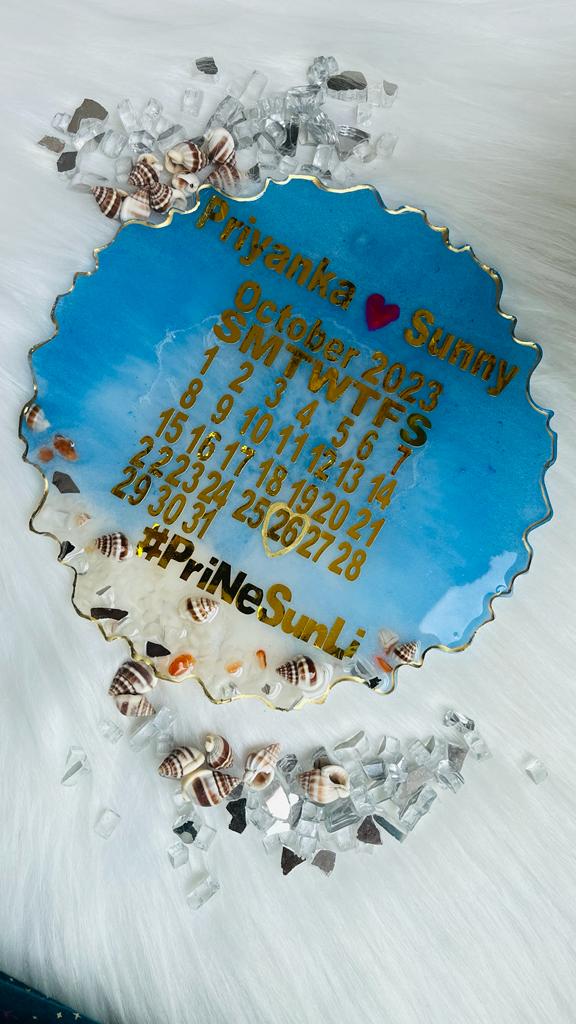 Priyanka ❤ Sunny
October 2023
S M T W T F S
1 2 3 4 5 6 7
8 9 10 11 12 13 14
15 16 17 18 19 20 21
22 23 24 25 26 27 28
29 30 31
#PriNeSunLi